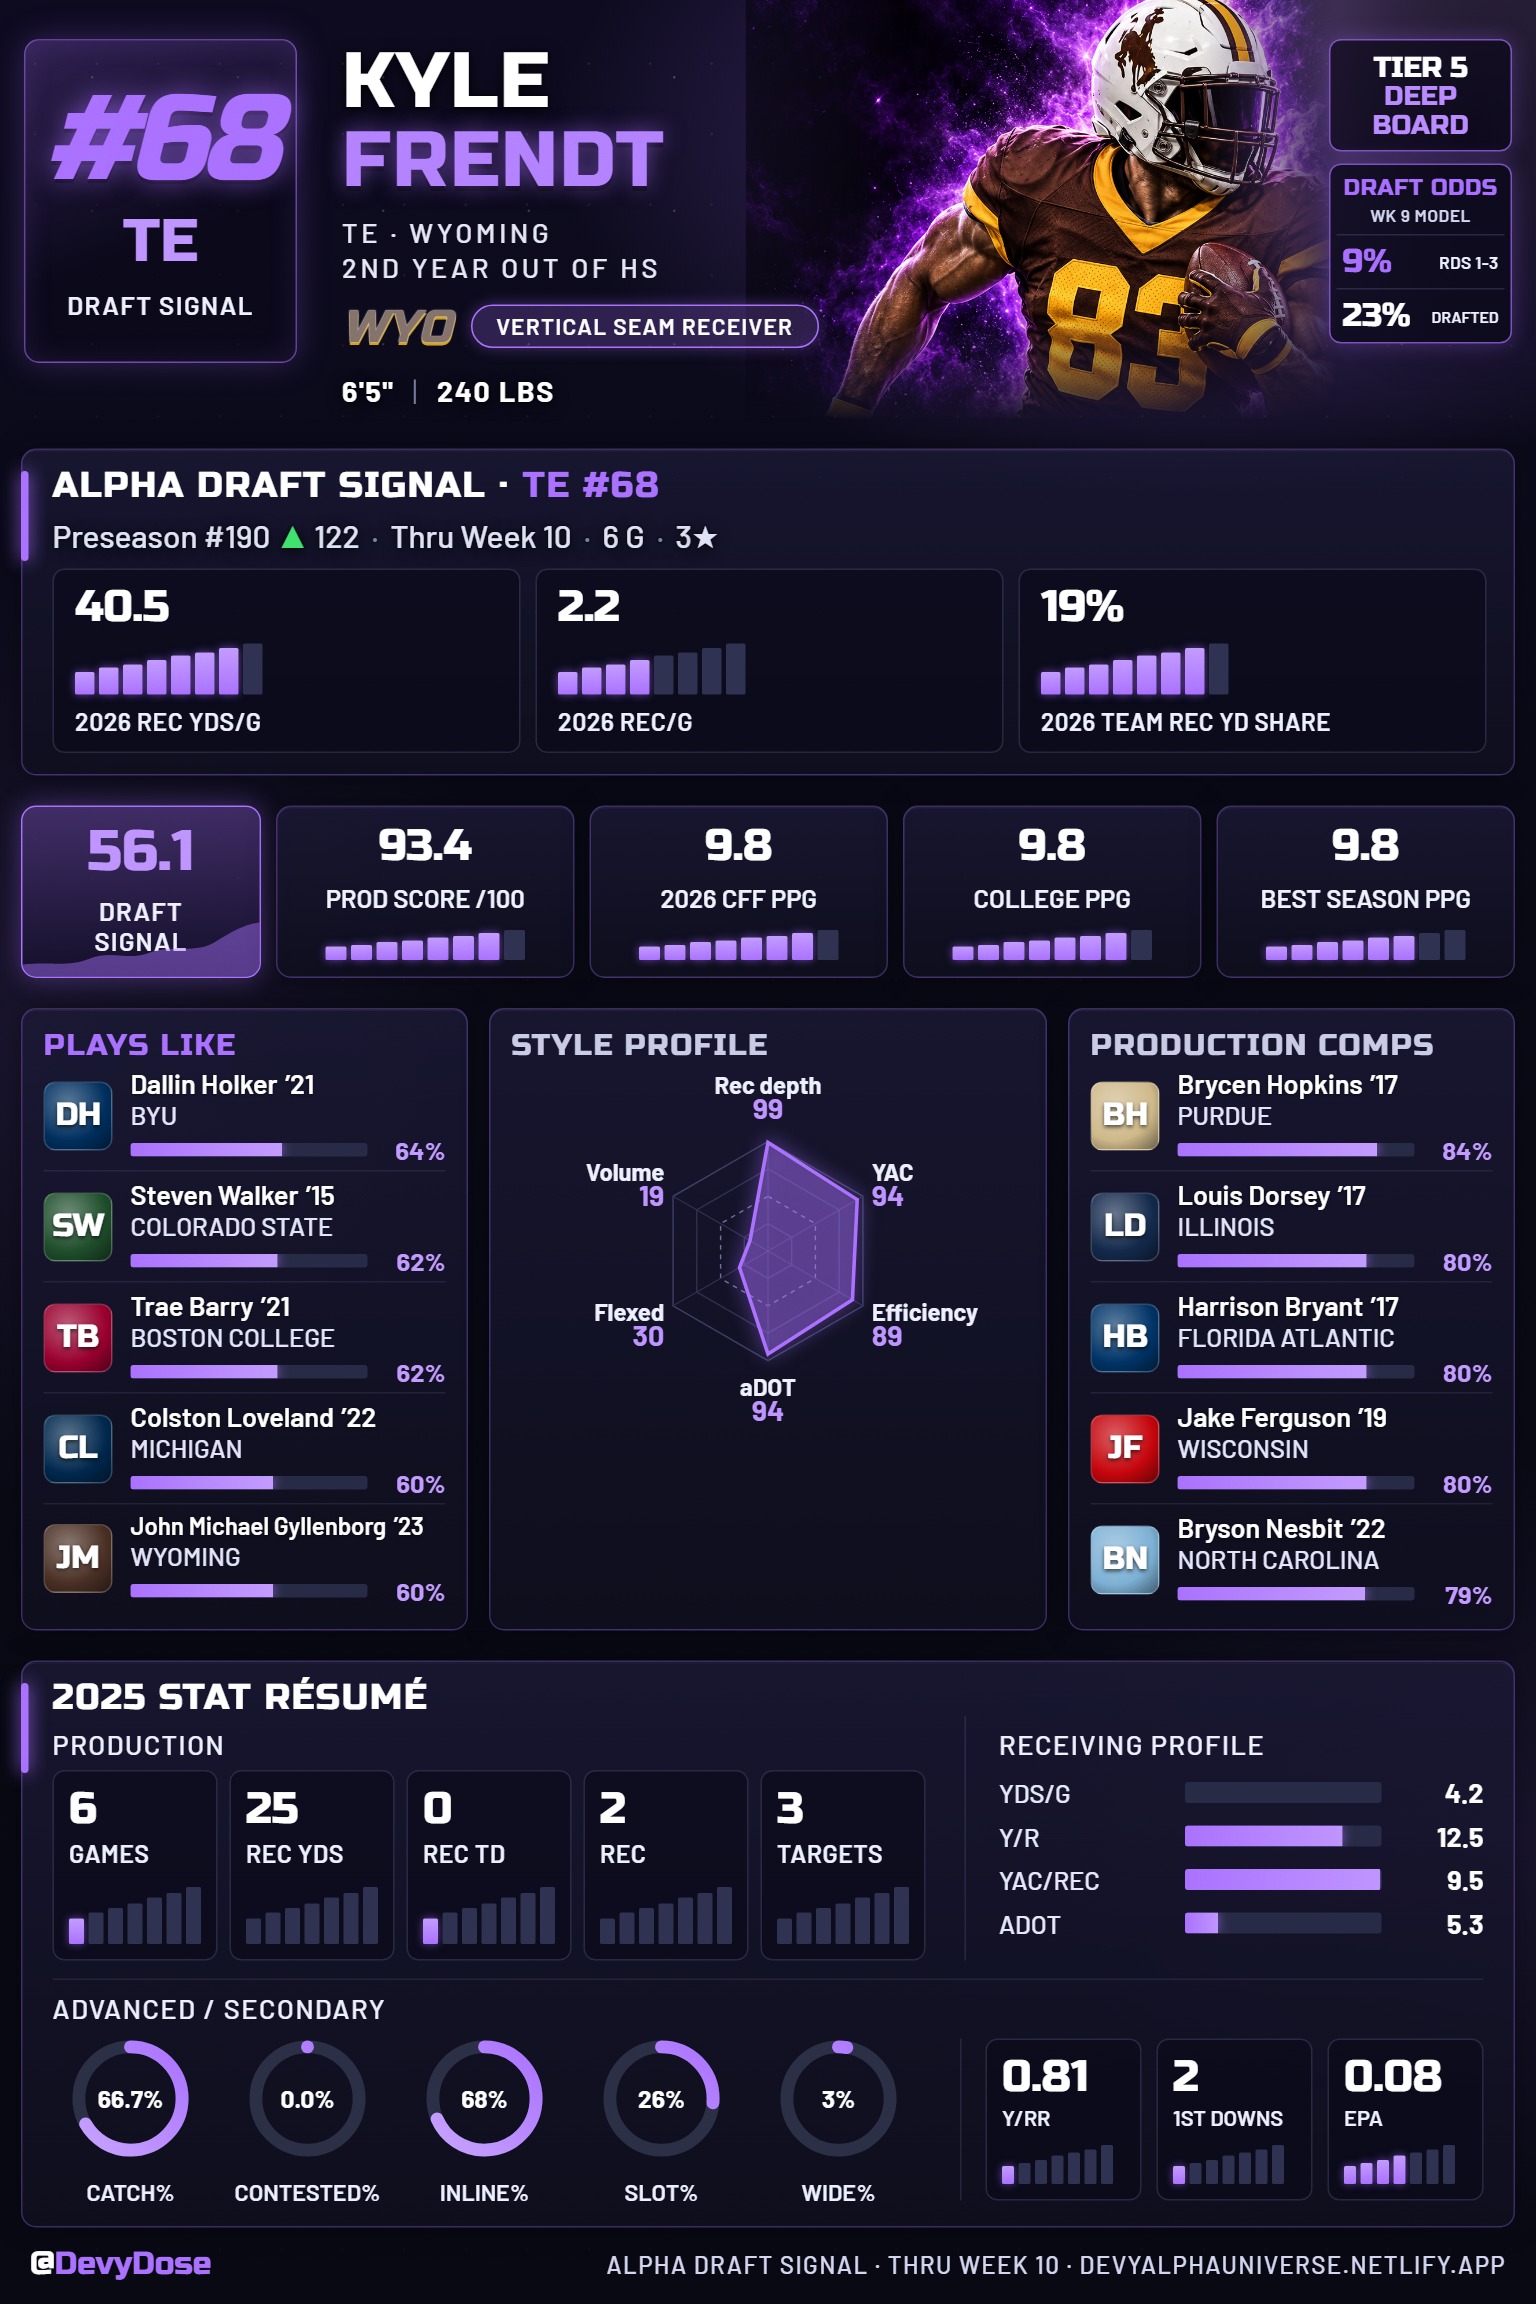 #68
TE
DRAFT SIGNAL
KYLE
FRENDT
TE · WYOMING
2ND YEAR OUT OF HS
WYO
VERTICAL SEAM RECEIVER
6'5" | 240 LBS
83
TIER 5
DEEP
BOARD
DRAFT ODDS
WK 9 MODEL
9% RDS 1-3
23% DRAFTED
ALPHA DRAFT SIGNAL · TE #68
Preseason #190 ▲ 122 · Thru Week 10 · 6 G · 3★
40.5
2026 REC YDS/G
2.2
2026 REC/G
19%
2026 TEAM REC YD SHARE
56.1
DRAFT
SIGNAL
93.4
PROD SCORE /100
9.8
2026 CFF PPG
9.8
COLLEGE PPG
9.8
BEST SEASON PPG
PLAYS LIKE
DH
Dallin Holker ’21
BYU
64%
SW
Steven Walker ’15
COLORADO STATE
62%
TB
Trae Barry ’21
BOSTON COLLEGE
62%
CL
Colston Loveland ’22
MICHIGAN
60%
JM
John Michael Gyllenborg ’23
WYOMING
60%
STYLE PROFILE
Rec depth
99
YAC
94
Efficiency
89
aDOT
94
Flexed
30
Volume
19
PRODUCTION COMPS
BH
Brycen Hopkins ’17
PURDUE
84%
LD
Louis Dorsey ’17
ILLINOIS
80%
HB
Harrison Bryant ’17
FLORIDA ATLANTIC
80%
JF
Jake Ferguson ’19
WISCONSIN
80%
BN
Bryson Nesbit ’22
NORTH CAROLINA
79%
2025 STAT RÉSUMÉ
PRODUCTION
6
GAMES
25
REC YDS
0
REC TD
2
REC
3
TARGETS
RECEIVING PROFILE
YDS/G 4.2
Y/R 12.5
YAC/REC 9.5
ADOT 5.3
ADVANCED / SECONDARY
66.7%
CATCH%
0.0%
CONTESTED%
68%
INLINE%
26%
SLOT%
3%
WIDE%
0.81
Y/RR
2
1ST DOWNS
0.08
EPA
@DevyDose
ALPHA DRAFT SIGNAL · THRU WEEK 10 · DEVYALPHAUNIVERSE.NETLIFY.APP